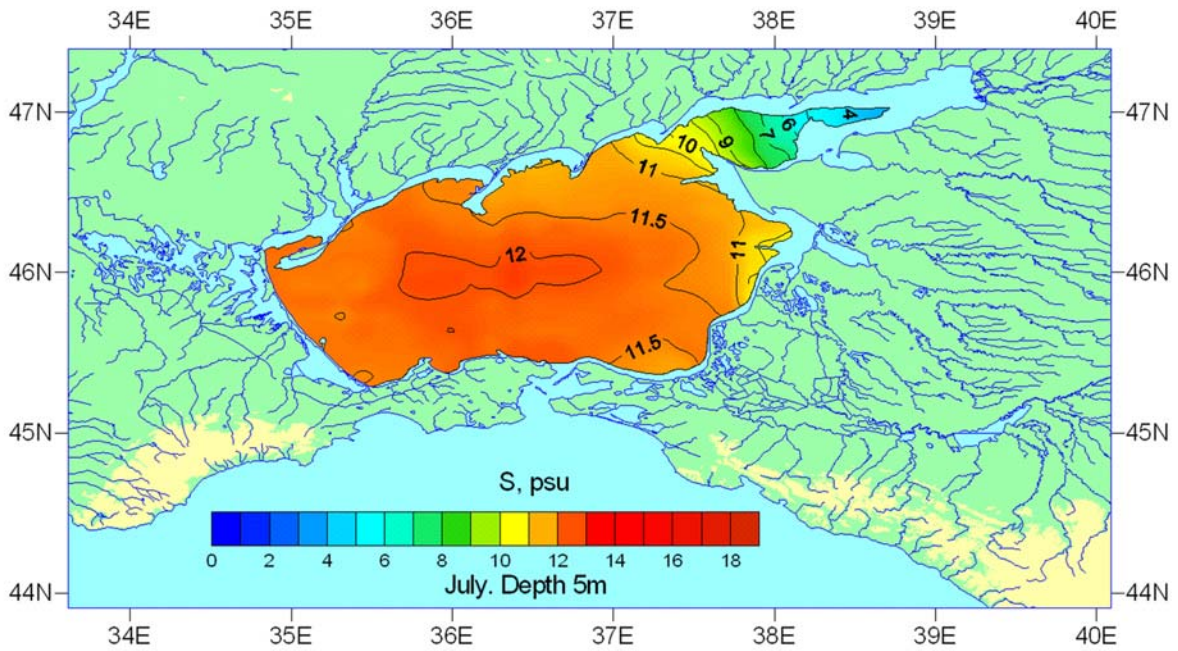 34E 35E 36E 37E 38E 39E 40E
47N 47N
4
6
7
9
10
11
11.5
11
12
46N 46N
11.5
45N 45N
S, psu
0 2 4 6 8 10 12 14 16 18
July. Depth 5m
44N 44N
34E 35E 36E 37E 38E 39E 40E